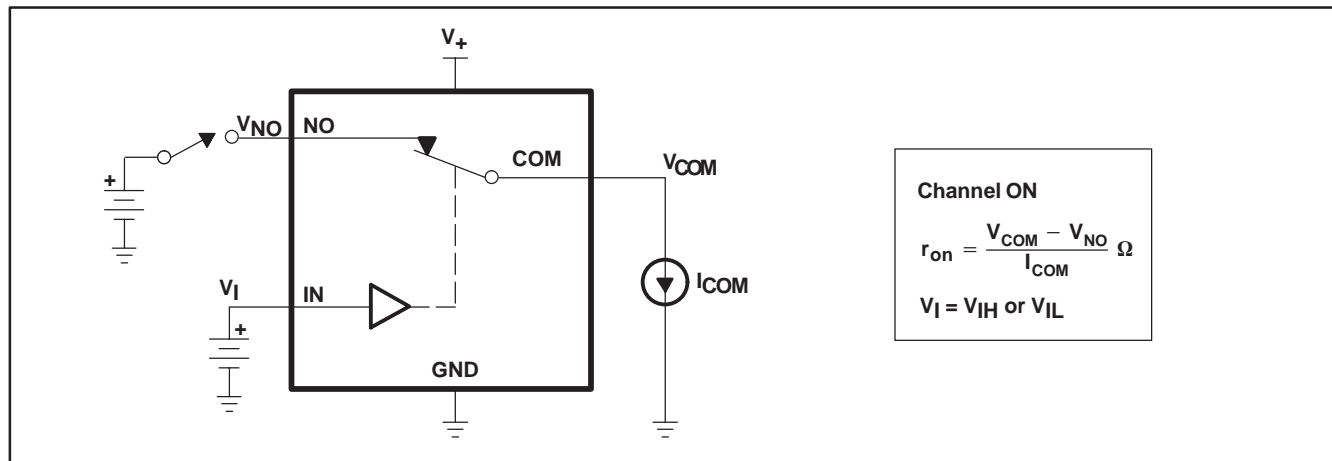 V+
VNO NO
COM
VCOM
+
VI IN
+
ICOM
GND
Channel ON
ron = VCOM − VNO / ICOM Ω
VI = VIH or VIL